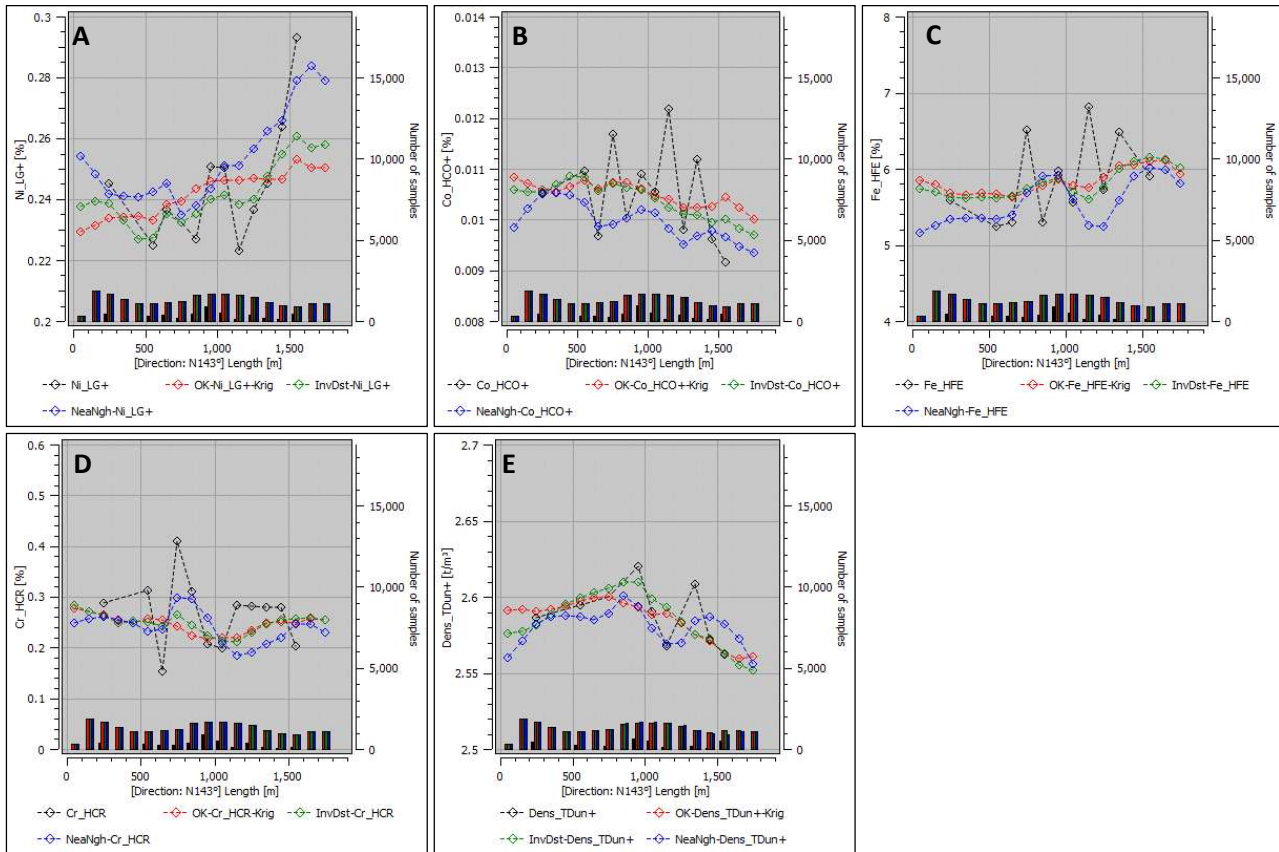 A
0.3
0.28
0.26
0.24
0.22
0.2
Ni_LG+ [%]
15,000
10,000
5,000
0
Number of samples
0 500 1,000 1,500
[Direction: N143º] Length [m]
Ni_LG+ OK-Ni_LG+Krig InvDst-Ni_LG+
NeaNgh-Ni_LG+
B
0.014
0.013
0.012
0.011
0.01
0.009
0.008
Co_HCO+ [%]
15,000
10,000
5,000
0
Number of samples
0 500 1,000 1,500
[Direction: N143º] Length [m]
Co_HCO+ OK-Co_HCO++Krig InvDst-Co_HCO+
NeaNgh-Co_HCO+
C
8
7
6
5
4
Fe_HFE [%]
15,000
10,000
5,000
0
Number of samples
0 500 1,000 1,500
[Direction: N143º] Length [m]
Fe_HFE OK-Fe_HFE-Krig InvDst-Fe_HFE
NeaNgh-Fe_HFE
D
0.6
0.5
0.4
0.3
0.2
0.1
0
Cr_HCR [%]
15,000
10,000
5,000
0
Number of samples
0 500 1,000 1,500
[Direction: N143º] Length [m]
Cr_HCR OK-Cr_HCR-Krig InvDst-Cr_HCR
NeaNgh-Cr_HCR
E
2.7
2.65
2.6
2.55
2.5
Dens_TDun+ [t/m³]
15,000
10,000
5,000
0
Number of samples
0 500 1,000 1,500
[Direction: N143º] Length [m]
Dens_TDun+ OK-Dens_TDun++Krig
InvDst-Dens_TDun+ NeaNgh-Dens_TDun+